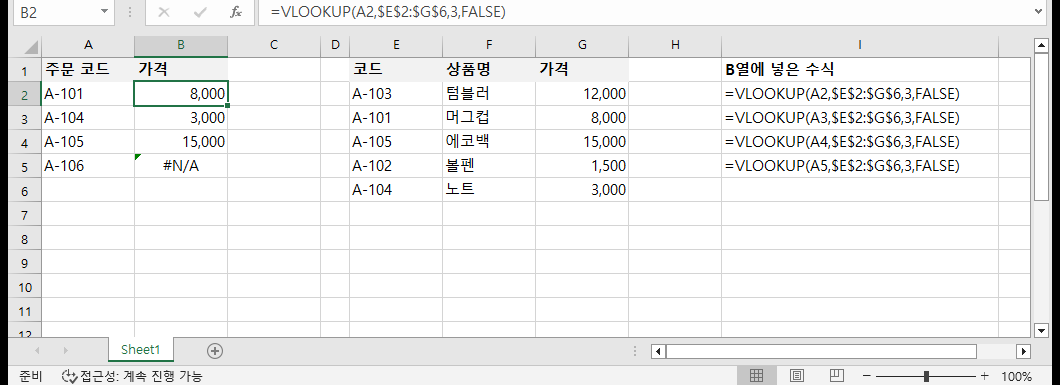 B2 fx =VLOOKUP(A2,$E$2:$G$6,3,FALSE)
A B C D E F G H I
1 주문 코드 가격 코드 상품명 가격 B열에 넣은 수식
2 A-101 8,000 A-103 텀블러 12,000 =VLOOKUP(A2,$E$2:$G$6,3,FALSE)
3 A-104 3,000 A-101 머그컵 8,000 =VLOOKUP(A3,$E$2:$G$6,3,FALSE)
4 A-105 15,000 A-105 에코백 15,000 =VLOOKUP(A4,$E$2:$G$6,3,FALSE)
5 A-106 #N/A A-102 볼펜 1,500 =VLOOKUP(A5,$E$2:$G$6,3,FALSE)
6 A-104 노트 3,000
7
8
9
10
11
12
Sheet1
준비 접근성: 계속 진행 가능 100%